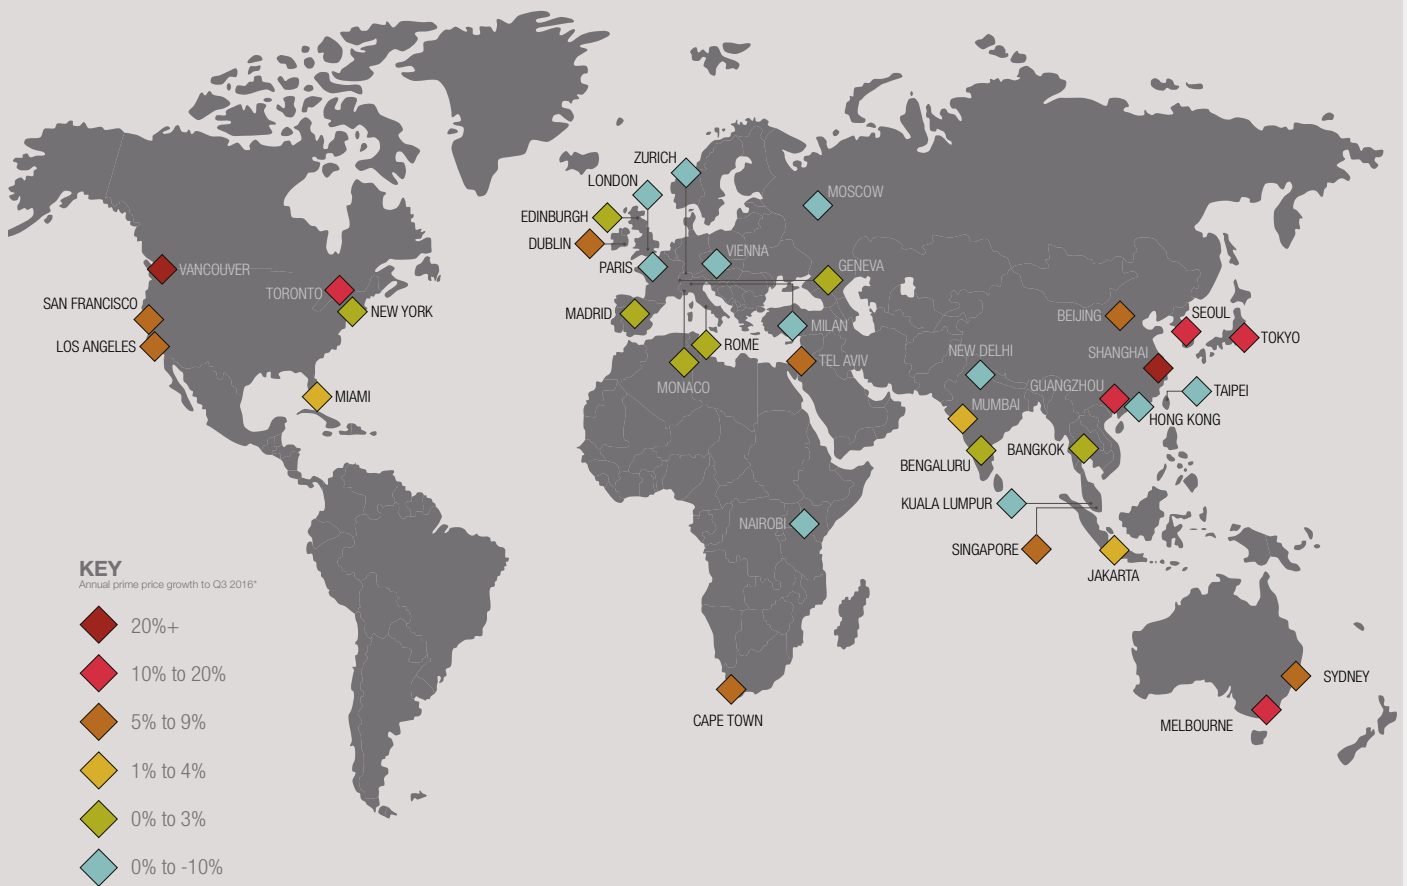 ZURICH
LONDON
MOSCOW
EDINBURGH
DUBLIN
VIENNA
PARIS
GENEVA
VANCOUVER
TORONTO
SAN FRANCISCO
NEW YORK
MADRID
MILAN
BEIJING
SEOUL
TOKYO
LOS ANGELES
ROME
TEL AVIV
NEW DELHI
SHANGHAI
MONACO
GUANGZHOU
TAIPEI
MIAMI
MUMBAI
HONG KONG
BENGALURU
BANGKOK
KUALA LUMPUR
NAIROBI
SINGAPORE
JAKARTA
SYDNEY
CAPE TOWN
MELBOURNE
KEY
Annual prime price growth to Q3 2016*
20%+
10% to 20%
5% to 9%
1% to 4%
0% to 3%
0% to -10%